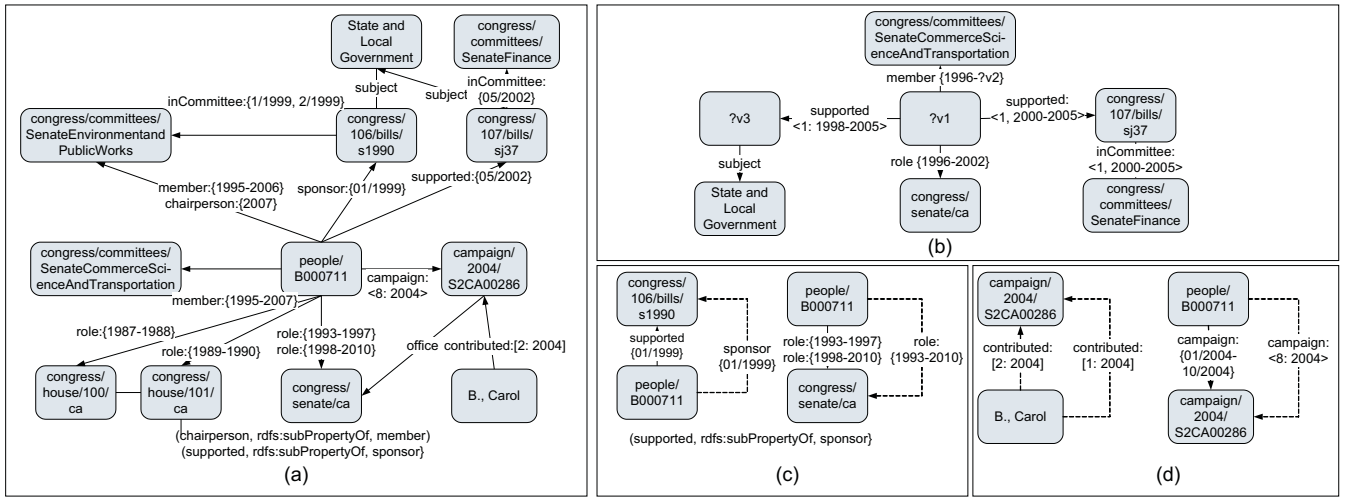 State and
Local
Government
congress/
committees/
SenateFinance
subject
subject
inCommittee:
{05/2002}
inCommittee:{1/1999, 2/1999}
congress/committees/
SenateEnvironmentand
PublicWorks
congress/
106/bills/
s1990
congress/
107/bills/
sj37
member:{1995-2006}
chairperson:{2007}
sponsor:{01/1999}
supported:{05/2002}
congress/committees/
SenateCommerceSci-
enceAndTransportation
people/
B000711
campaign:
<8: 2004>
campaign/
2004/
S2CA00286
member:{1995-2007}
role:{1987-1988}
role:{1989-1990}
role:{1993-1997}
role:{1998-2010}
office
contributed:[2: 2004]
congress/
house/100/
ca
congress/
house/101/
ca
congress/
senate/ca
B., Carol
(chairperson, rdfs:subPropertyOf, member)
(supported, rdfs:subPropertyOf, sponsor}
(a)
congress/committees/
SenateCommerceSci-
enceAndTransportation
member {1996-?v2}
?v3
supported
<1: 1998-2005>
?v1
supported:
<1, 2000-2005>
congress/
107/bills/
sj37
subject
role {1996-2002}
inCommittee:
<1, 2000-2005>
State and
Local
Government
congress/
senate/ca
congress/
committees/
SenateFinance
(b)
congress/
106/bills/
s1990
supported
{01/1999}
sponsor
{01/1999}
people/
B000711
people/
B000711
role:{1993-1997}
role:{1998-2010}
role:
{1993-2010}
congress/
senate/ca
(supported, rdfs:subPropertyOf, sponsor}
(c)
campaign/
2004/
S2CA00286
contributed:
[2: 2004]
contributed:
[1: 2004]
B., Carol
people/
B000711
campaign:
{01/2004-
10/2004}
campaign:
<8: 2004>
campaign/
2004/
S2CA00286
(d)